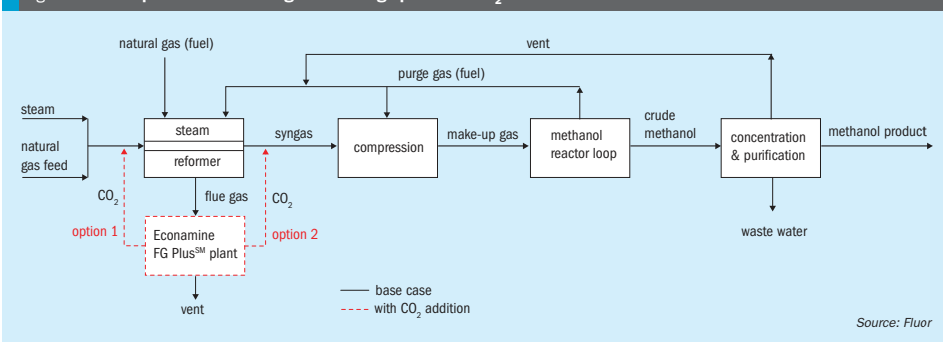 natural gas (fuel)
vent
purge gas (fuel)
steam
natural
gas feed
steam
reformer
syngas
compression
make-up gas
methanol
reactor loop
crude
methanol
concentration
& purification
methanol product
CO2
flue gas
CO2
option 1
Econamine
FG Plus℠ plant
option 2
waste water
vent
base case
with CO2 addition
Source: Fluor